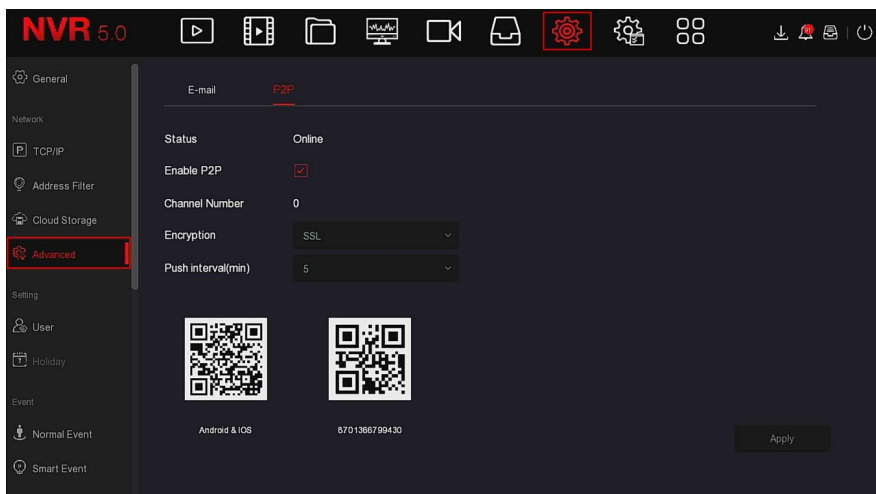 NVR 5.0
General
Network
TCP/IP
Address Filter
Cloud Storage
Advanced
Setting
User
Holiday
Event
Normal Event
Smart Event
E-mail P2P
Status Online
Enable P2P
Channel Number 0
Encryption SSL
Push interval(min) 5
Android & IOS 8701366799430
Apply